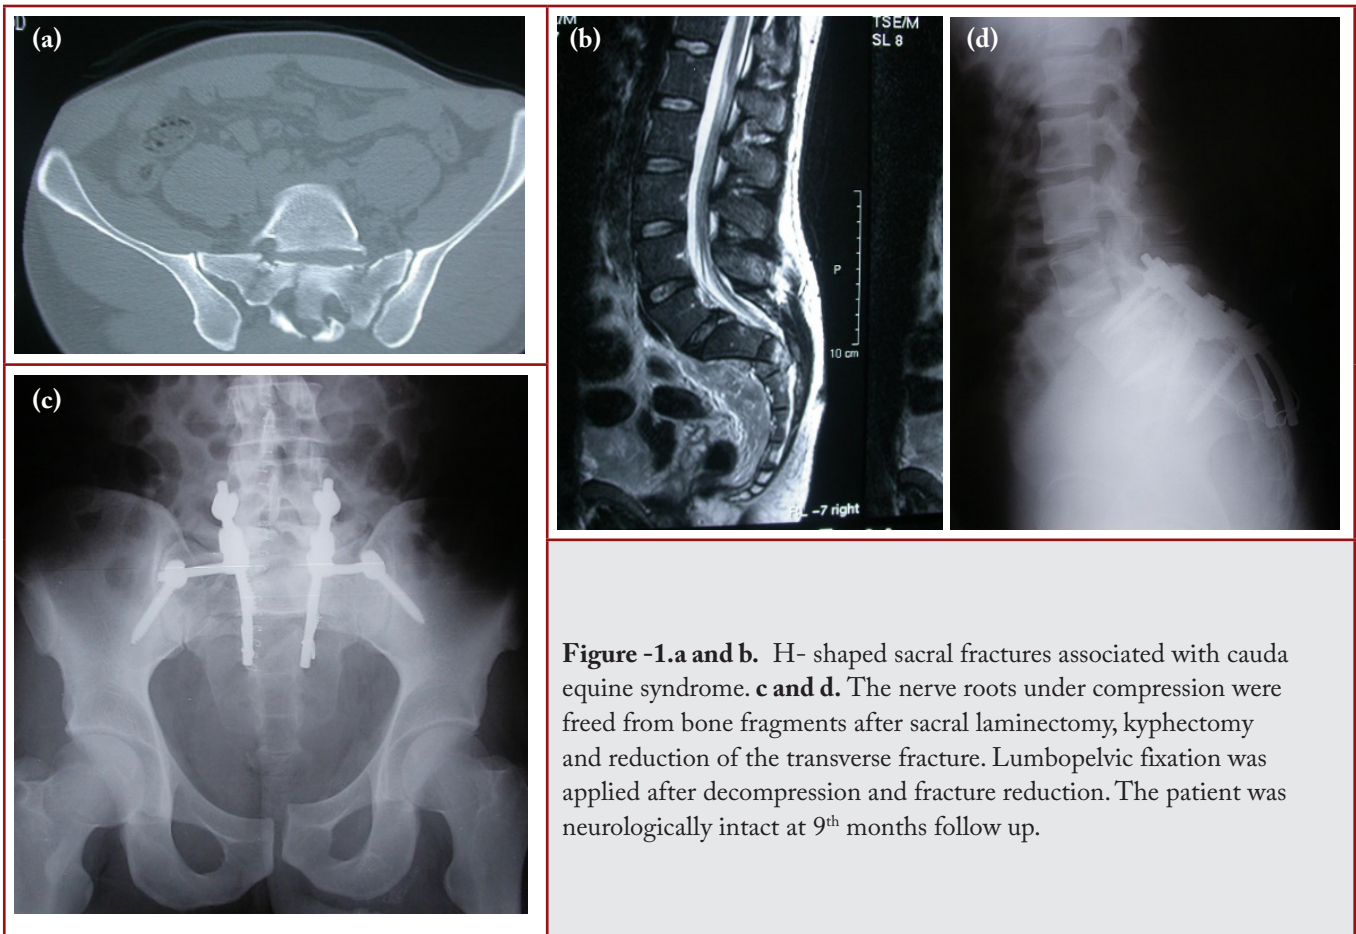 D
(a)
/M
(b)
TSE/M
SL 8
P
10 cm
RL -7 right
(d)
(c)
Figure -1.a and b. H- shaped sacral fractures associated with cauda
equine syndrome. c and d. The nerve roots under compression were
freed from bone fragments after sacral laminectomy, kyphectomy
and reduction of the transverse fracture. Lumbopelvic fixation was
applied after decompression and fracture reduction. The patient was
neurologically intact at 9th months follow up.